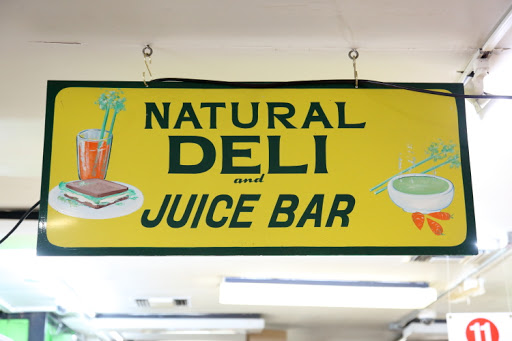 NATURAL
DELI
and
JUICE BAR
11